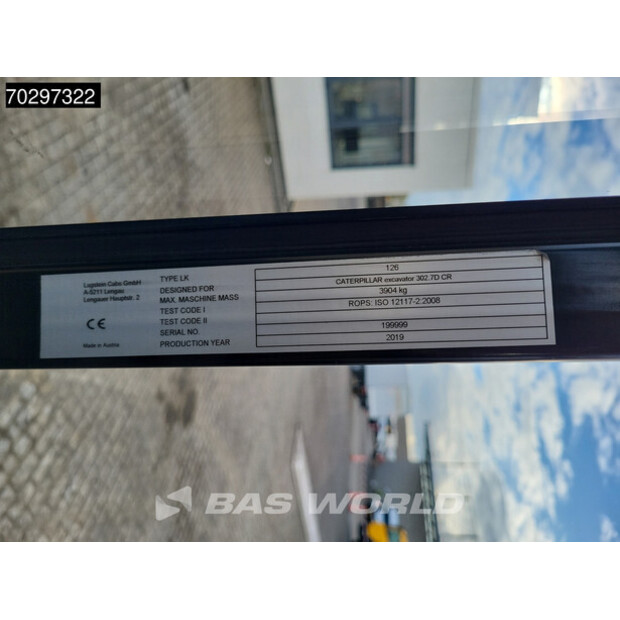 70297322
Lugstein Cabs GmbH
A-5211 Lengau
Lengauer Hauptstr. 2
CE
Made in Austria
TYPE LK 126
DESIGNED FOR CATERPILLAR excavator 302.7D CR
MAX. MASCHINE MASS 3904 kg
TEST CODE I ROPS: ISO 12117-2:2008
TEST CODE II
SERIAL NO. 199999
PRODUCTION YEAR 2019
BAS WORLD